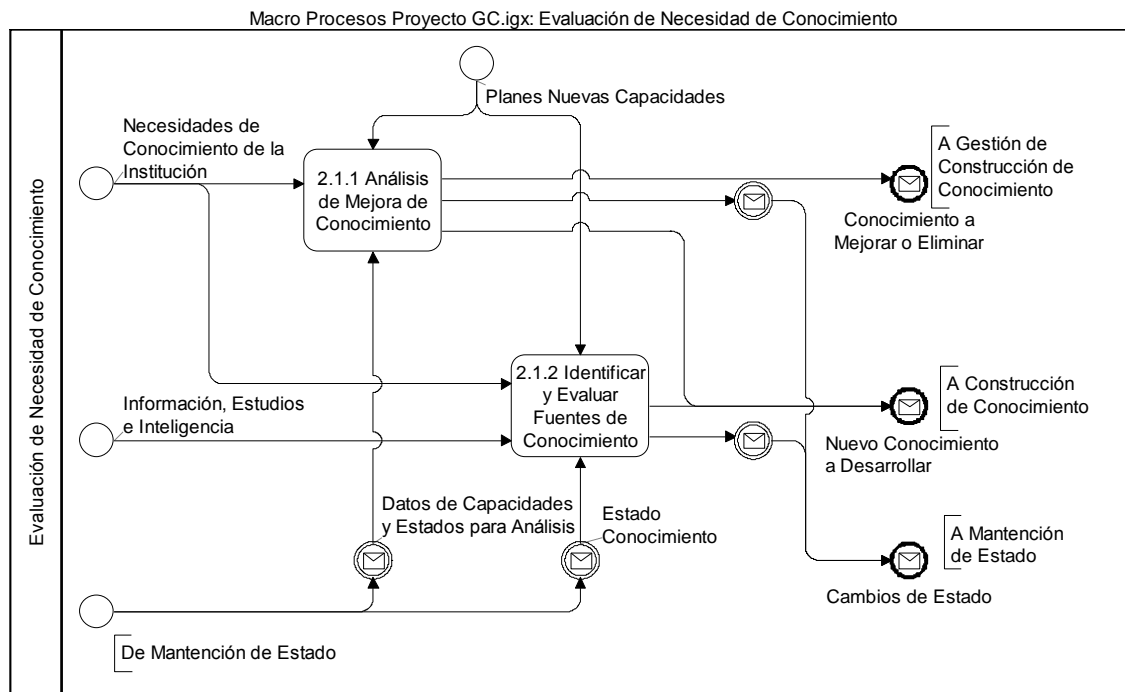 Macro Procesos Proyecto GC.igx: Evaluación de Necesidad de Conocimiento
Evaluación de Necesidad de Conocimiento
Planes Nuevas Capacidades
Necesidades de
Conocimiento de la
Institución
2.1.1 Análisis
de Mejora de
Conocimiento
A Gestión de
Construcción de
Conocimiento
Conocimiento a
Mejorar o Eliminar
2.1.2 Identificar
y Evaluar
Fuentes de
Conocimiento
A Construcción
de Conocimiento
Información, Estudios
e Inteligencia
Nuevo Conocimiento
a Desarrollar
Datos de Capacidades
y Estados para Análisis
Estado
Conocimiento
A Mantención
de Estado
Cambios de Estado
De Mantención de Estado